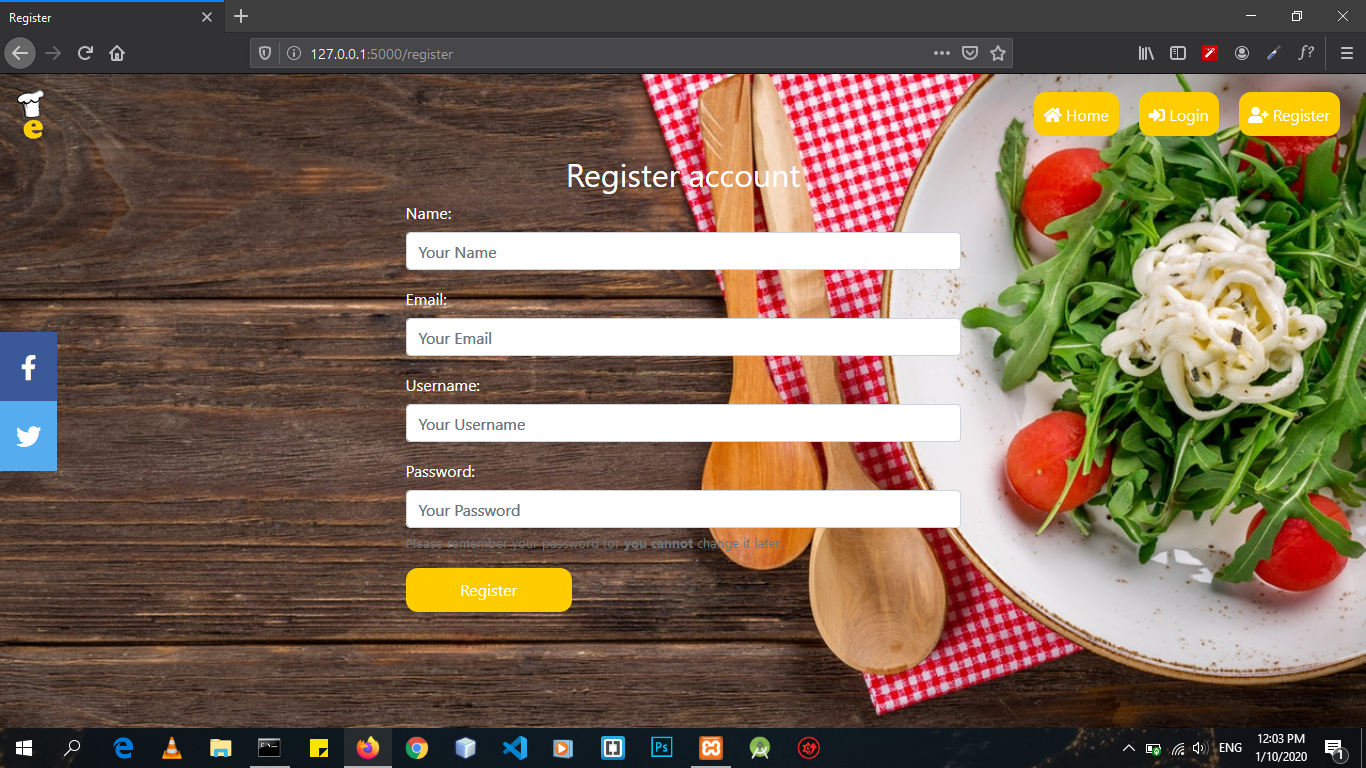 Register
127.0.0.1:5000/register
f?
e
Home
Login
Register
Register account
Name:
Your Name
Email:
Your Email
Username:
Your Username
Password:
Your Password
Please remember your password for you cannot change it later
Register
Ps
ENG
12:03 PM
1/10/2020
1